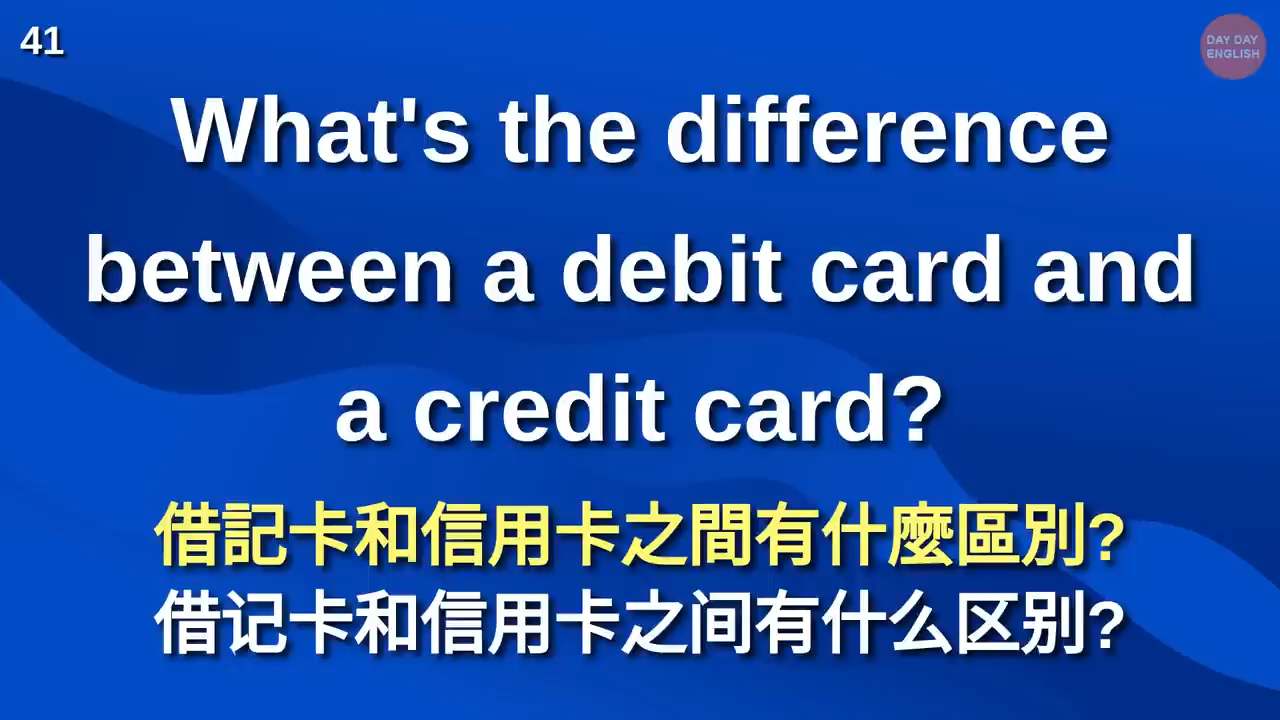 41
DAY DAY
ENGLISH
What's the difference
between a debit card and
a credit card?
借記卡和信用卡之間有什麼區別?
借记卡和信用卡之间有什么区别?